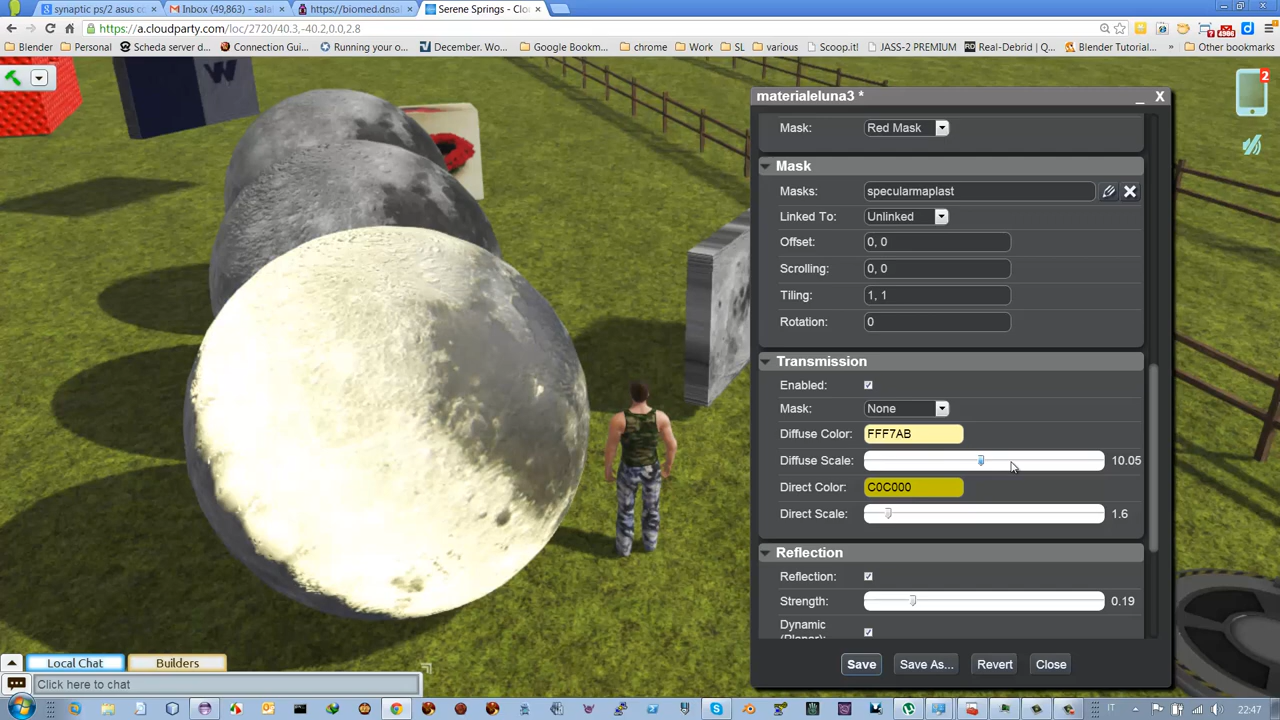 synaptic ps/2 asus co
Inbox (49,863) - salal
https://biomed.dnsal
Serene Springs - Clo
https://a.cloudparty.com/loc/2720/40.3,-40.2,0.0,2.8
Blender
Personal
Scheda server d...
Connection Gui...
Running your o...
December. Wo...
Google Bookm...
chrome
Work
SL
various
Scoop.it!
JASS-2 PREMIUM
Real-Debrid | Q...
Blender Tutorial...
Other bookmarks
W
2
materialeluna3 *
_ X
Mask: Red Mask
Mask
Masks: specularmaplast
Linked To: Unlinked
Offset: 0, 0
Scrolling: 0, 0
Tiling: 1, 1
Rotation: 0
Transmission
Enabled:
Mask: None
Diffuse Color: FFF7AB
Diffuse Scale: 10.05
Direct Color: C0C000
Direct Scale: 1.6
Reflection
Reflection:
Strength: 0.19
Dynamic
(Planar):
Save
Save As...
Revert
Close
Local Chat
Builders
Click here to chat
IT
22:47